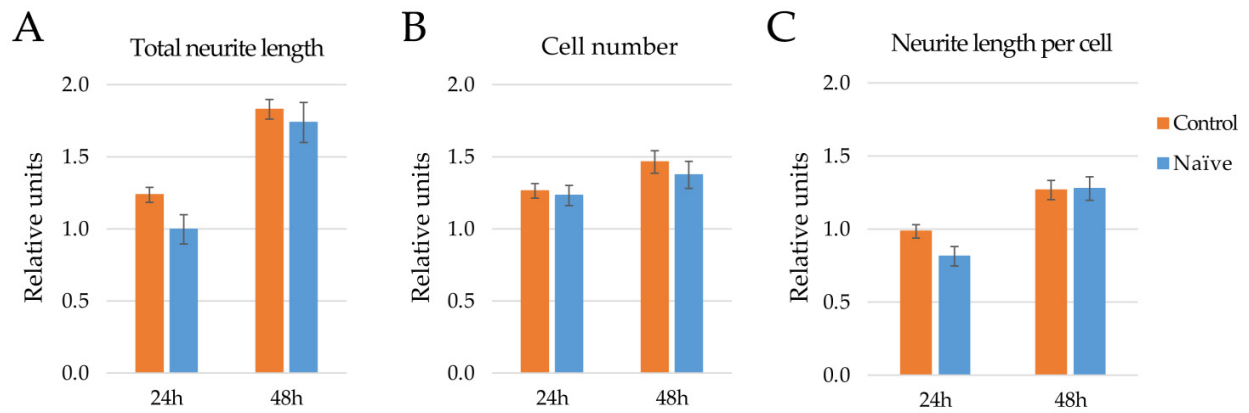 A
Total neurite length
Relative units
2.0
1.5
1.0
0.5
0.0
24h
48h
B
Cell number
Relative units
2.0
1.5
1.0
0.5
0.0
24h
48h
C
Neurite length per cell
Relative units
2.0
1.5
1.0
0.5
0.0
24h
48h
Control
Naïve